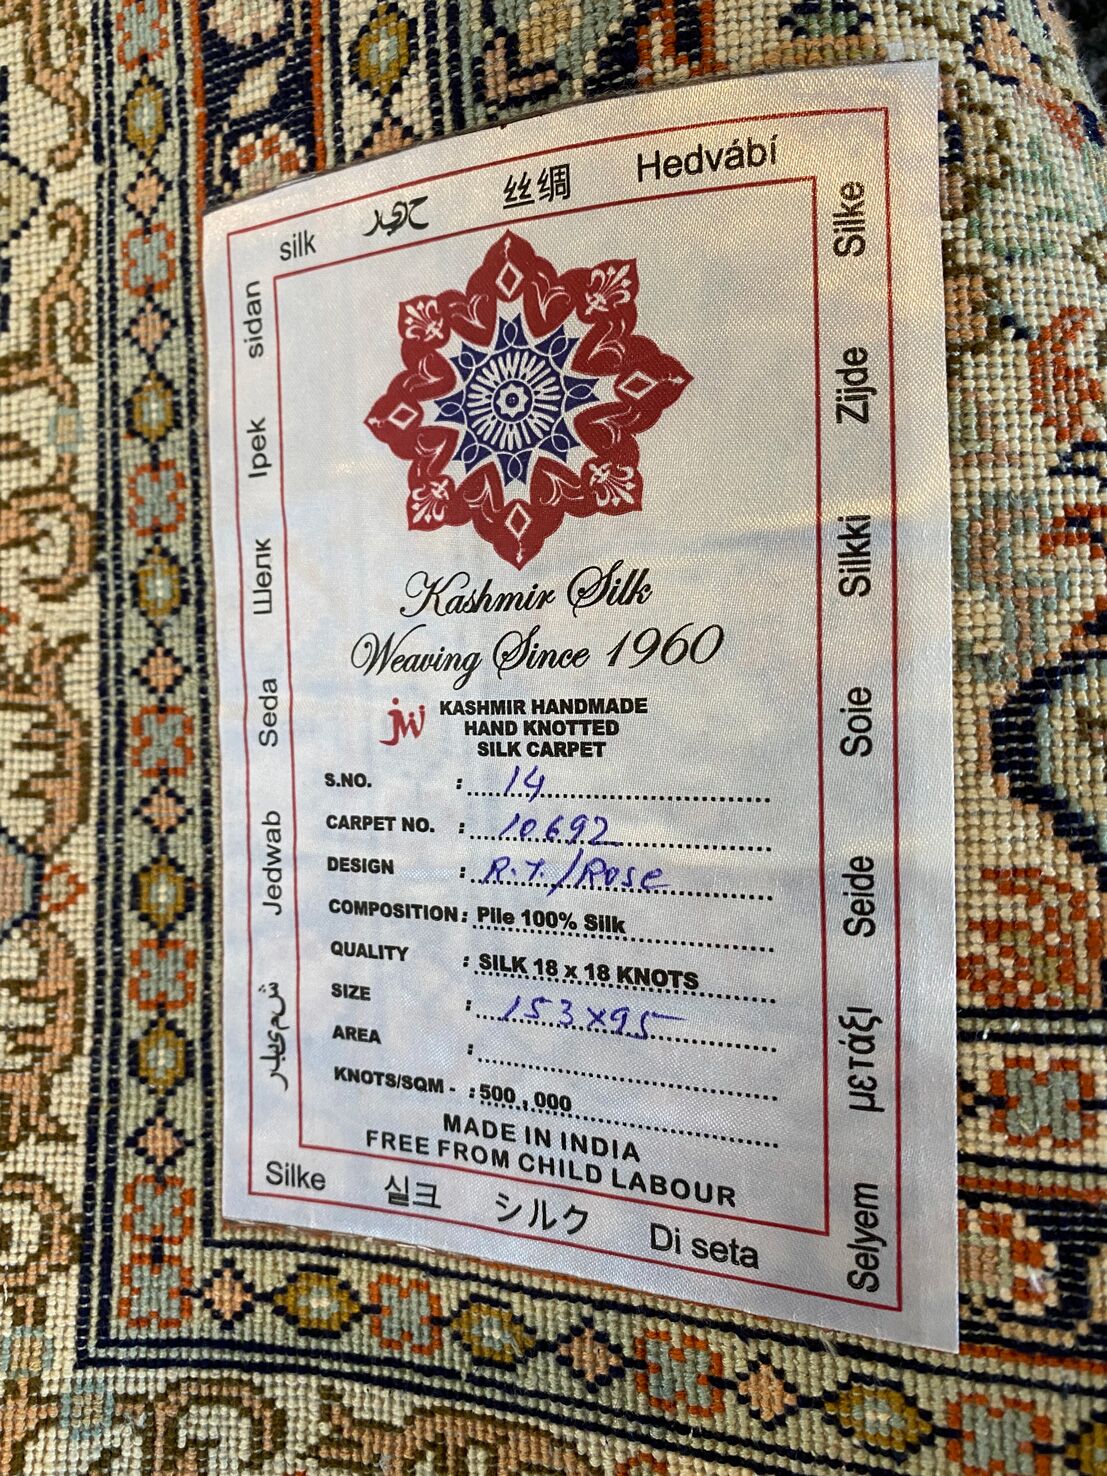 silk حرير 丝绸 Hedvábí
sidan
Ipek
Шелк
Seda
Jedwab
Kashmir Silk
Weaving Since 1960
jw KASHMIR HANDMADE
HAND KNOTTED
SILK CARPET
S.NO. : 14
CARPET NO. : 10692
DESIGN : R.T./Rose
COMPOSITION : Pile 100% Silk
QUALITY : SILK 18 x 18 KNOTS
SIZE : 153x95
AREA :
KNOTS/SQM - : 500,000
MADE IN INDIA
FREE FROM CHILD LABOUR
Silke
Zijde
Silkki
Soie
Seide
μετάξι
Selyem
Silke 실크 シルク Di seta